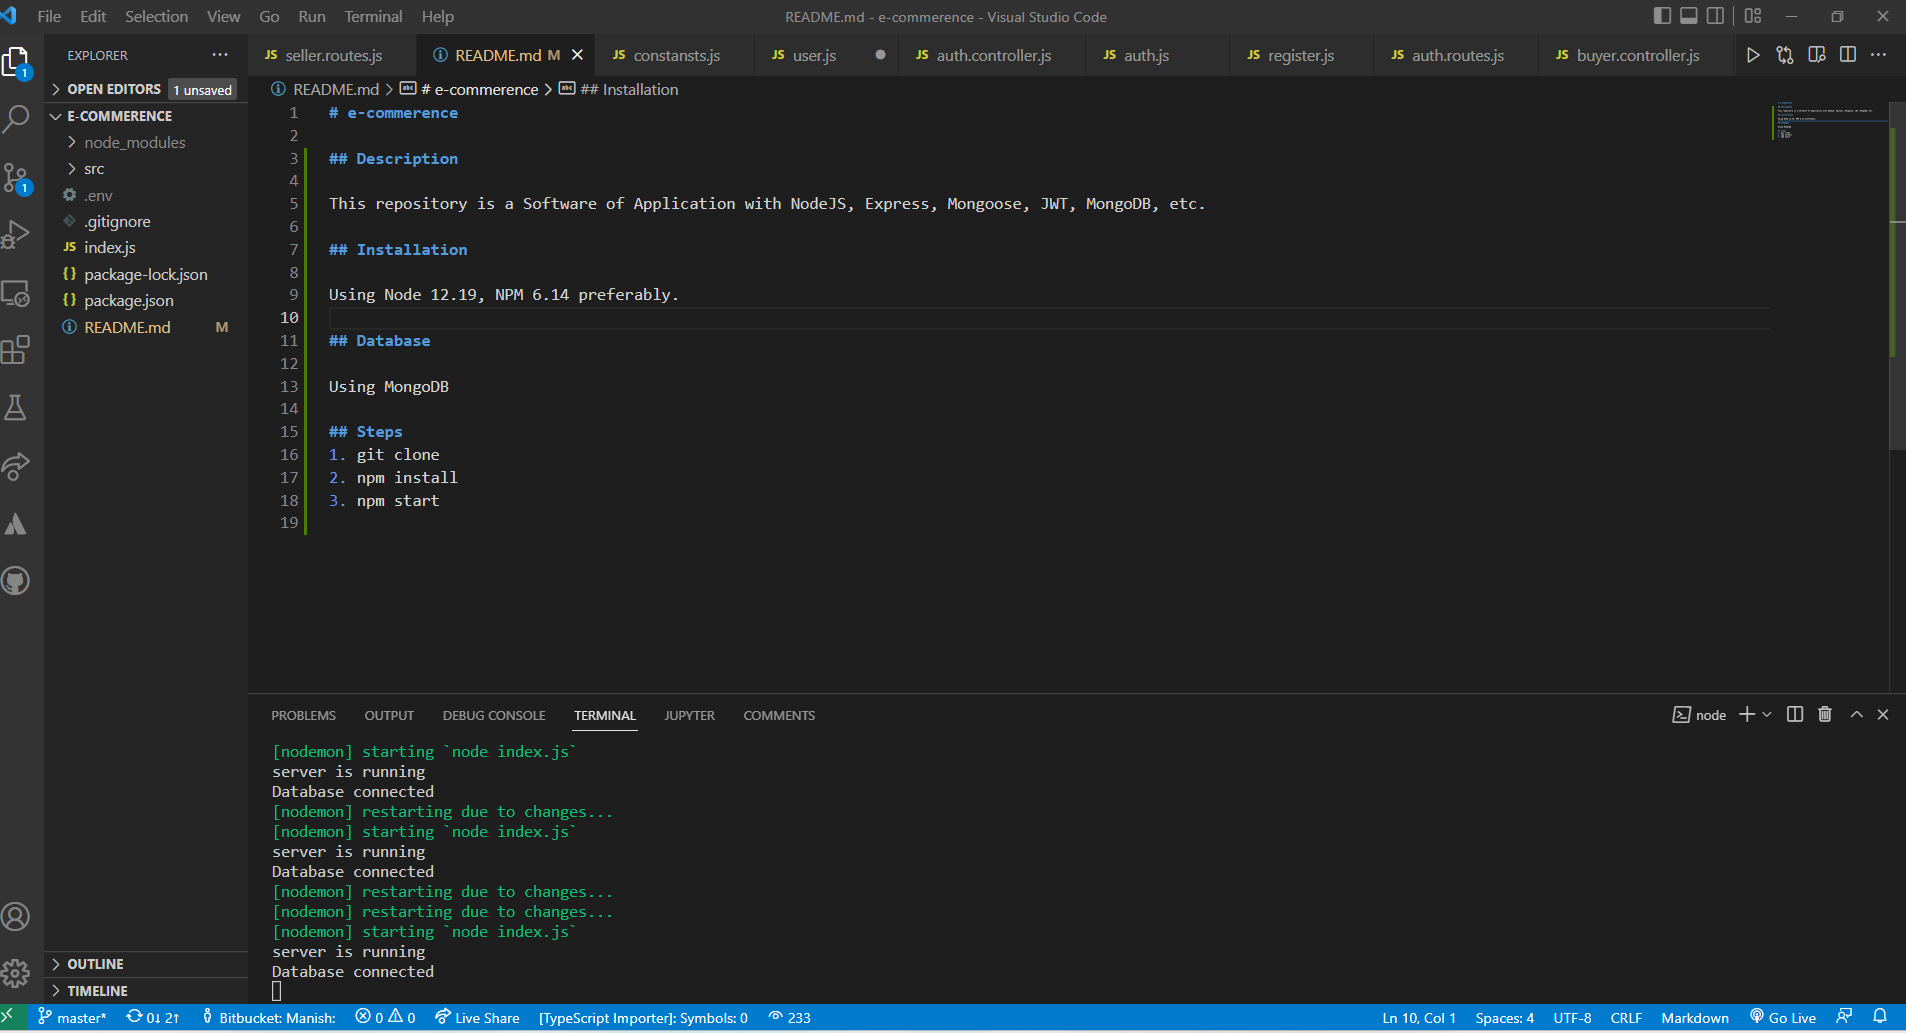 File Edit Selection View Go Run Terminal Help
README.md - e-commerence - Visual Studio Code
EXPLORER ···
OPEN EDITORS 1 unsaved
E-COMMERENCE
node_modules
src
.env
.gitignore
JS index.js
{} package-lock.json
{} package.json
README.md M
OUTLINE
TIMELINE
1
1
JS seller.routes.js
README.md M
JS constansts.js
JS user.js
JS auth.controller.js
JS auth.js
JS register.js
JS auth.routes.js
JS buyer.controller.js
README.md > # e-commerence > ## Installation
1 # e-commerence
2
3 ## Description
4
5 This repository is a Software of Application with NodeJS, Express, Mongoose, JWT, MongoDB, etc.
6
7 ## Installation
8
9 Using Node 12.19, NPM 6.14 preferably.
10
11 ## Database
12
13 Using MongoDB
14
15 ## Steps
16 1. git clone
17 2. npm install
18 3. npm start
19
PROBLEMS OUTPUT DEBUG CONSOLE TERMINAL JUPYTER COMMENTS
node
[nodemon] starting `node index.js`
server is running
Database connected
[nodemon] restarting due to changes...
[nodemon] starting `node index.js`
server is running
Database connected
[nodemon] restarting due to changes...
[nodemon] restarting due to changes...
[nodemon] starting `node index.js`
server is running
Database connected
master* 0↓ 2↑ Bitbucket: Manish: 0 0 Live Share [TypeScript Importer]: Symbols: 0 233
Ln 10, Col 1 Spaces: 4 UTF-8 CRLF Markdown Go Live